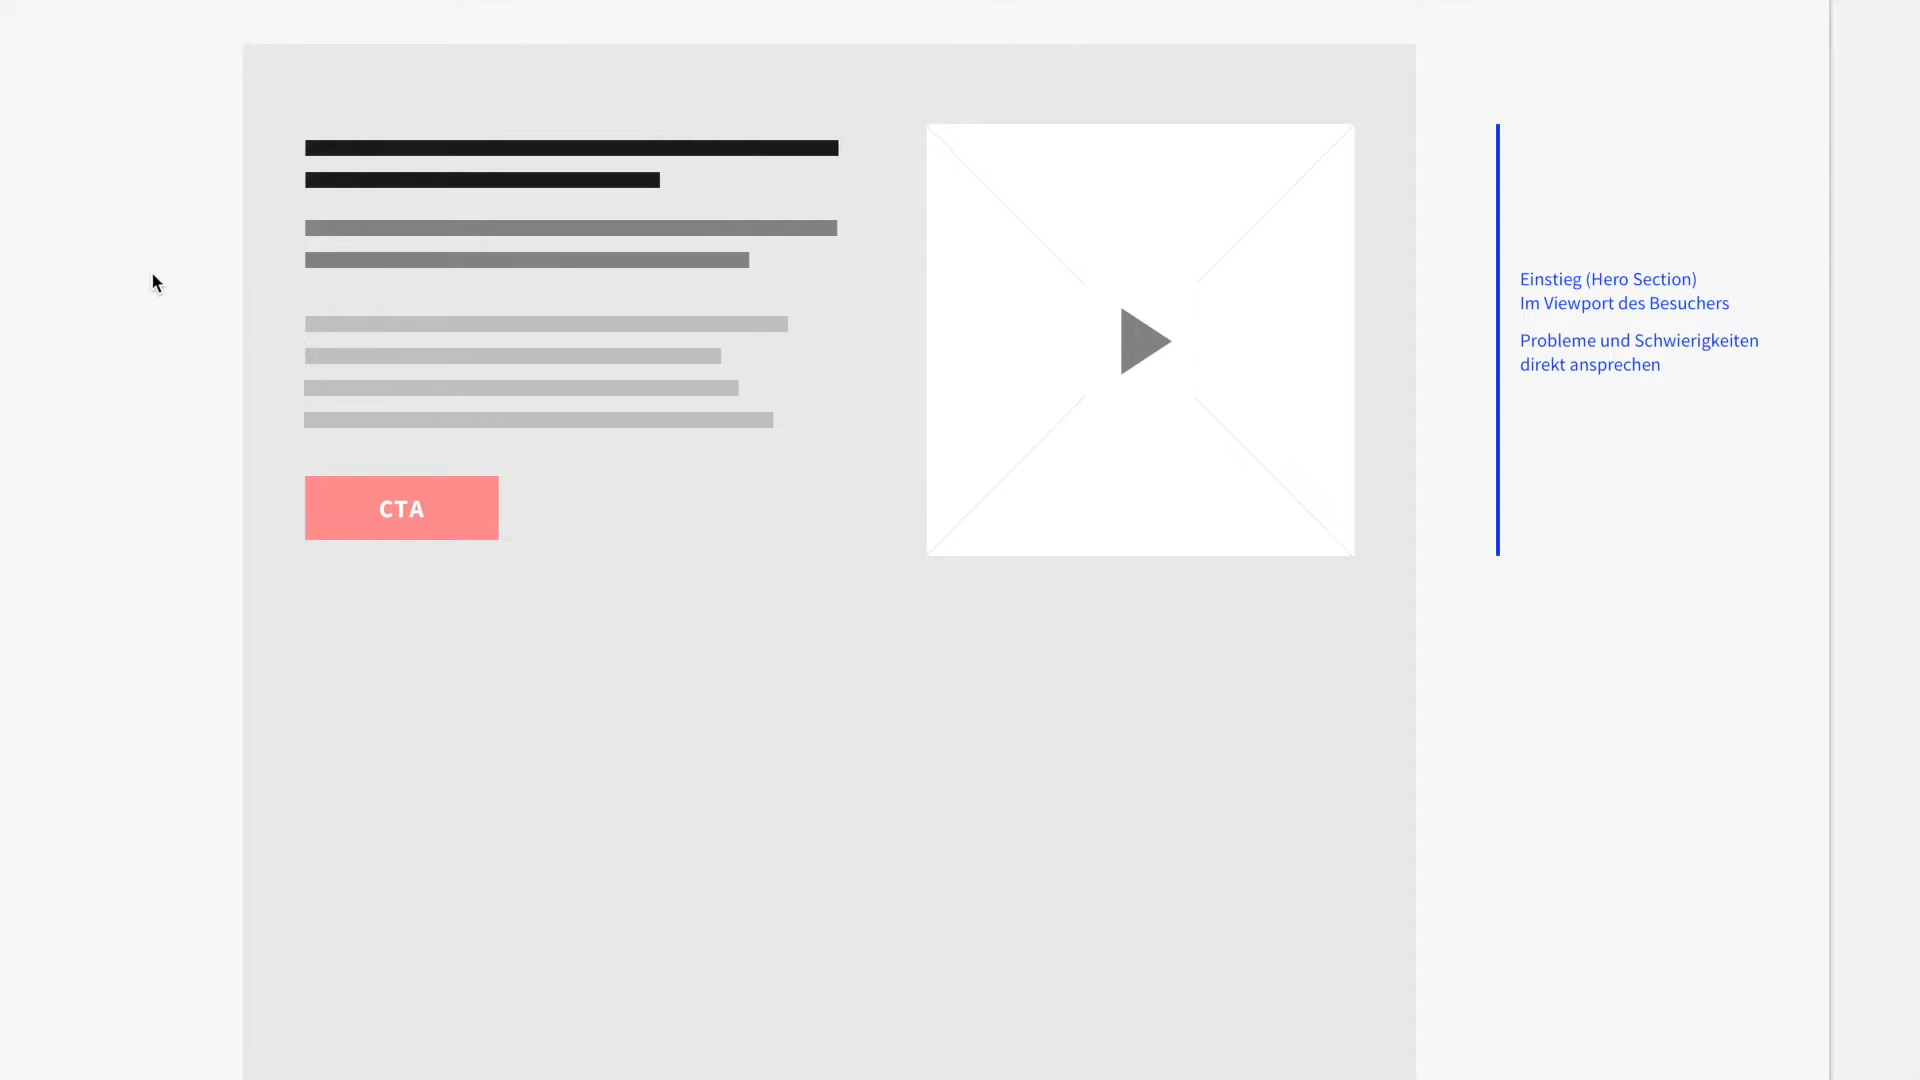 CTA
Einstieg (Hero Section)
Im Viewport des Besuchers
Probleme und Schwierigkeiten
direkt ansprechen